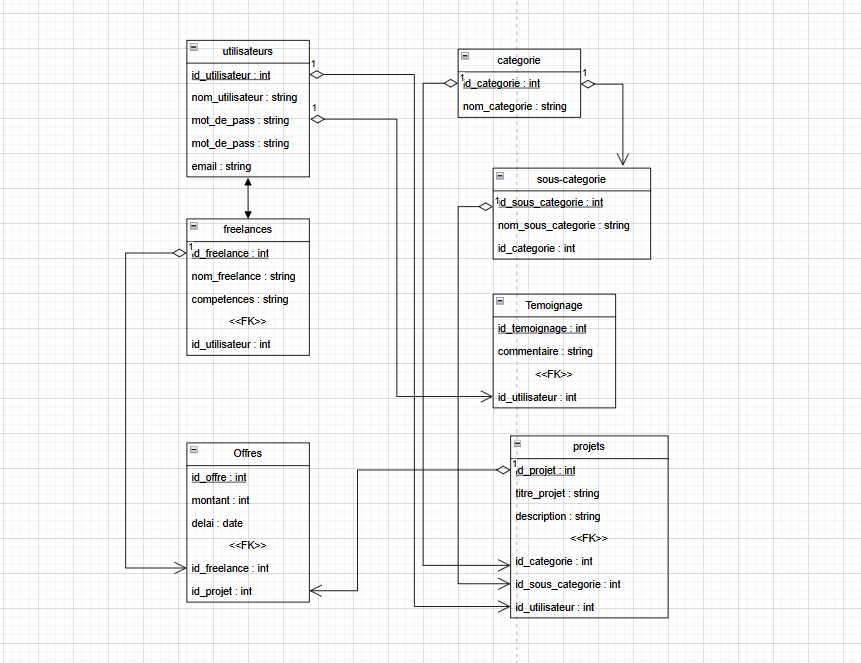 utilisateurs
1
id_utilisateur : int
nom_utilisateur : string
1
mot_de_pass : string
mot_de_pass : string
email : string
categorie
1
id_categorie : int
1
nom_categorie : string
sous-categorie
1
id_sous_categorie : int
nom_sous_categorie : string
id_categorie : int
freelances
1
id_freelance : int
nom_freelance : string
competences : string
<<FK>>
id_utilisateur : int
Temoignage
id_temoignage : int
commentaire : string
<<FK>>
id_utilisateur : int
Offres
id_offre : int
montant : int
delai : date
<<FK>>
id_freelance : int
id_projet : int
projets
1
id_projet : int
titre_projet : string
description : string
<<FK>>
id_categorie : int
id_sous_categorie : int
id_utilisateur : int